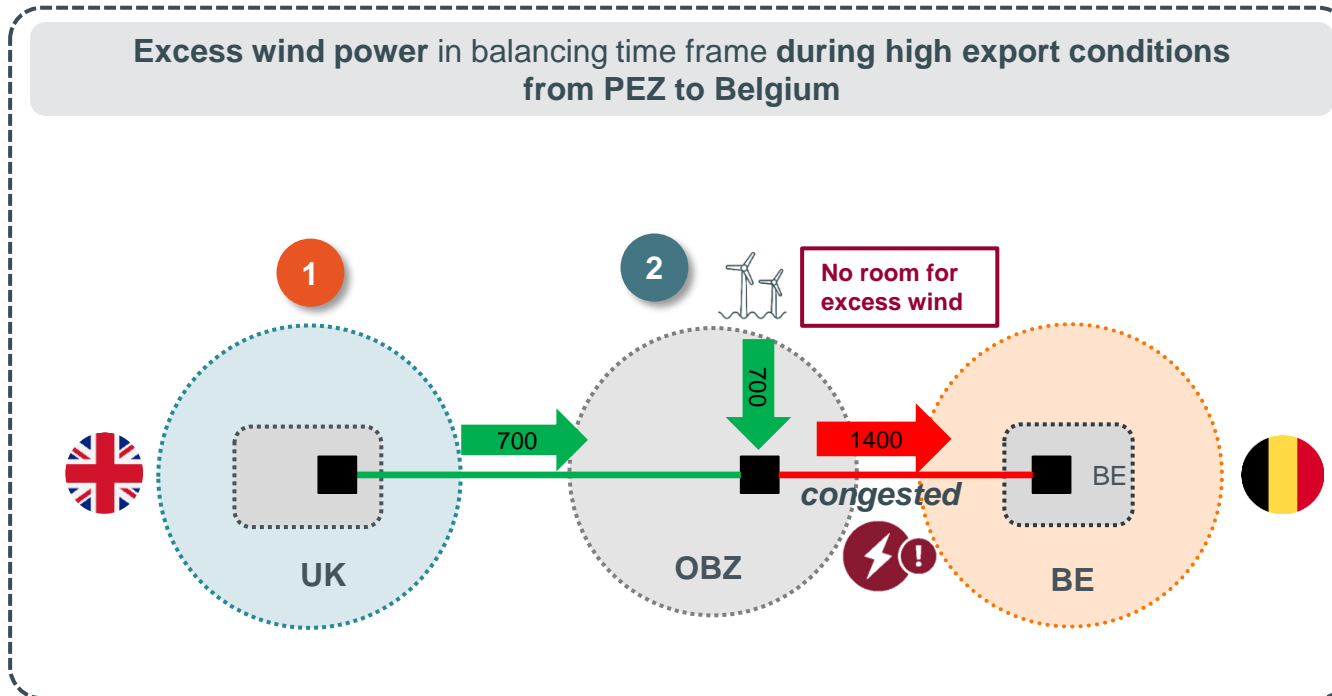 Excess wind power in balancing time frame during high export conditions
from PEZ to Belgium
1
2
No room for
excess wind
700
700
1400
congested
BE
!
UK
OBZ
BE